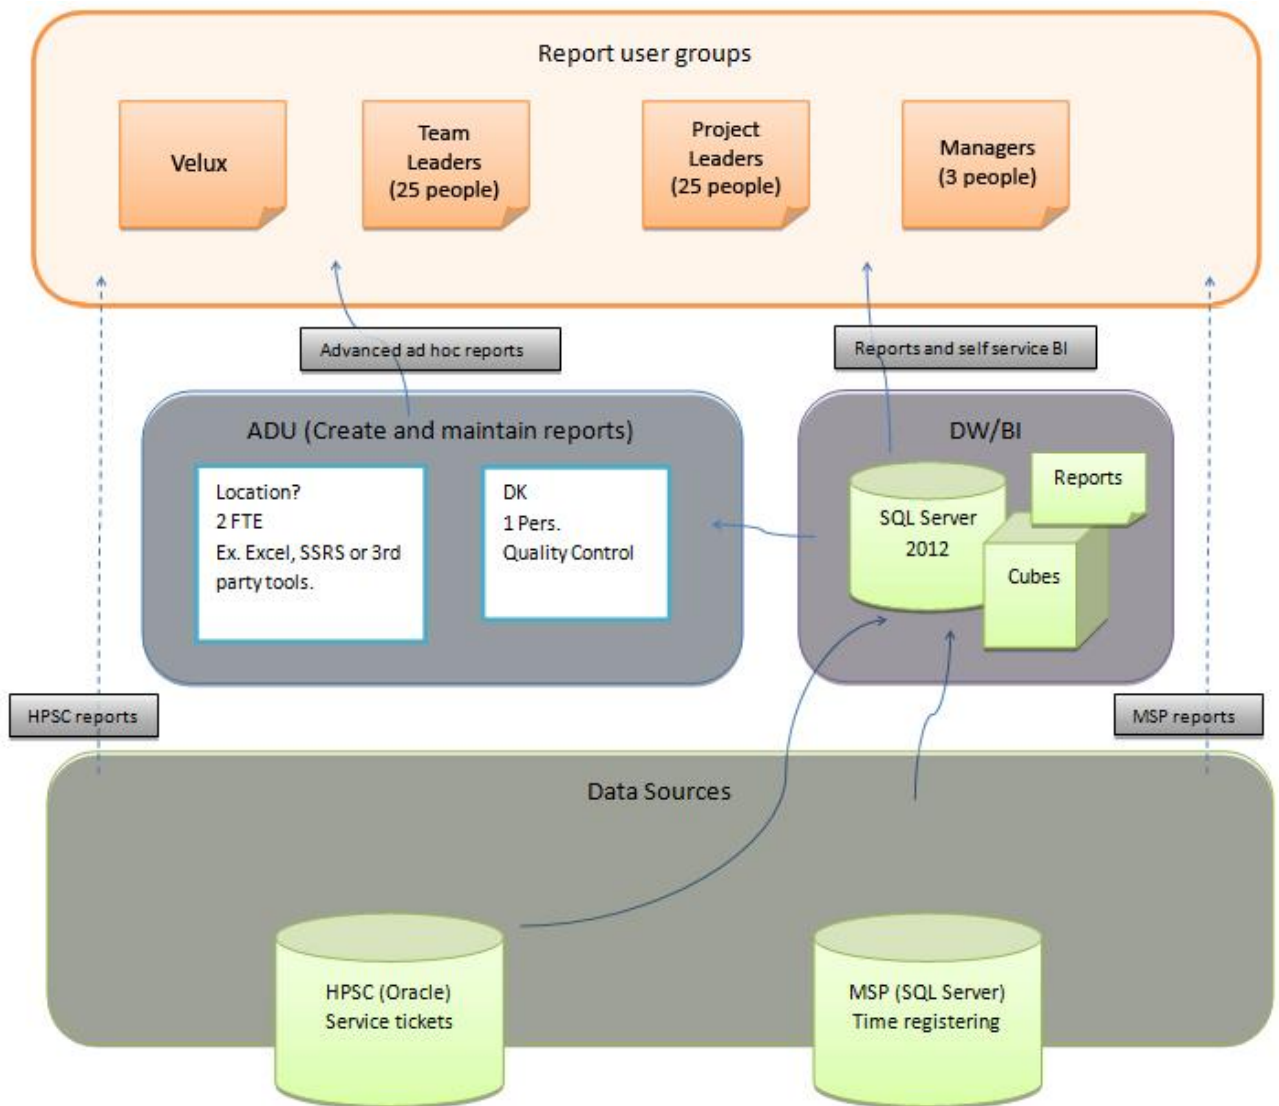 Report user groups
Velux
Team
Leaders
(25 people)
Project
Leaders
(25 people)
Managers
(3 people)
Advanced ad hoc reports
Reports and self service BI
ADU (Create and maintain reports)
Location?
2 FTE
Ex. Excel, SSRS or 3rd
party tools.
DK
1 Pers.
Quality Control
DW/BI
SQL Server
2012
Reports
Cubes
HPSC reports
MSP reports
Data Sources
HPSC (Oracle)
Service tickets
MSP (SQL Server)
Time registering